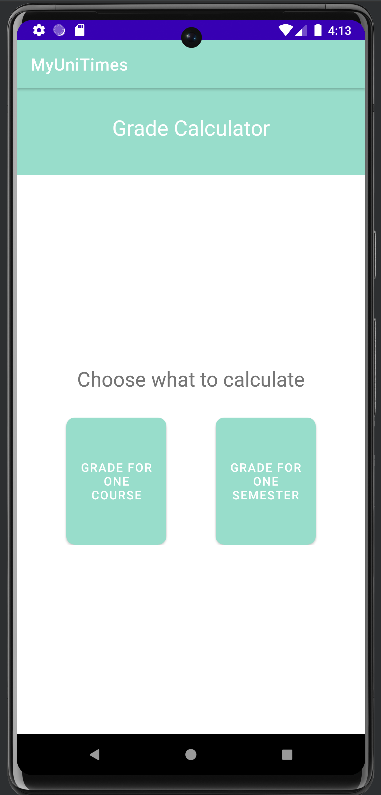 4:13
MyUniTimes
Grade Calculator
Choose what to calculate
GRADE FOR
ONE
COURSE
GRADE FOR
ONE
SEMESTER